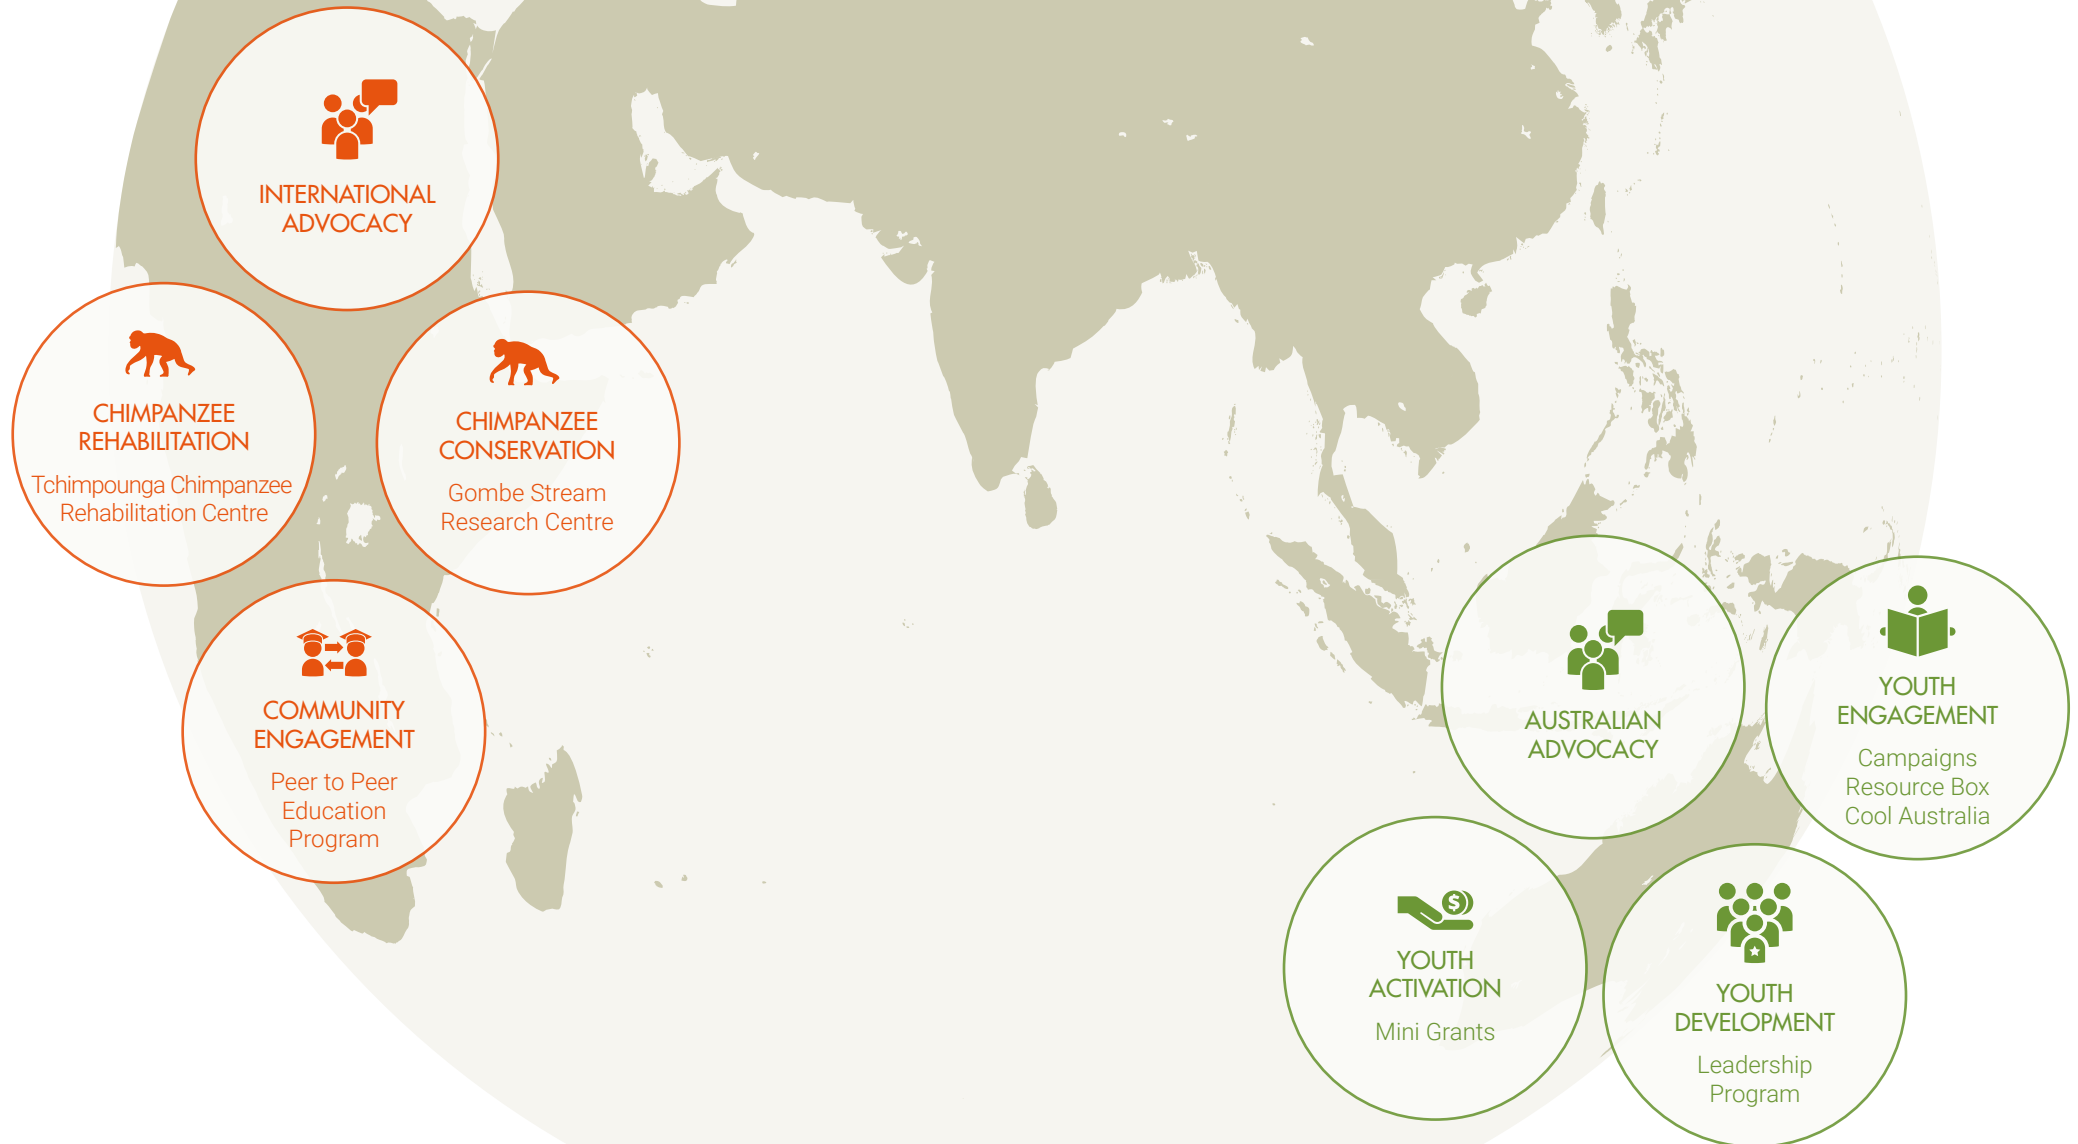 INTERNATIONAL
ADVOCACY
CHIMPANZEE
REHABILITATION
Tchimpounga Chimpanzee
Rehabilitation Centre
CHIMPANZEE
CONSERVATION
Gombe Stream
Research Centre
COMMUNITY
ENGAGEMENT
Peer to Peer
Education
Program
AUSTRALIAN
ADVOCACY
YOUTH
ENGAGEMENT
Campaigns
Resource Box
Cool Australia
YOUTH
ACTIVATION
Mini Grants
YOUTH
DEVELOPMENT
Leadership
Program